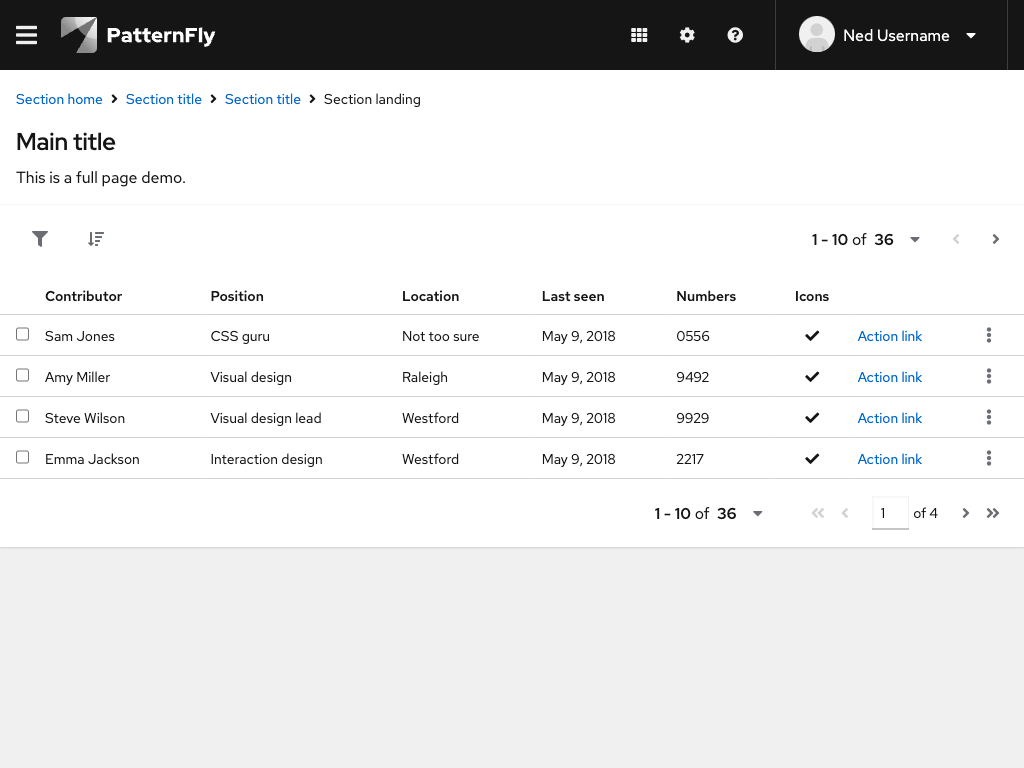 PatternFly
Ned Username
Section home Section title Section title Section landing
Main title
This is a full page demo.
1 - 10 of 36
Contributor Position Location Last seen Numbers Icons
Sam Jones CSS guru Not too sure May 9, 2018 0556 Action link
Amy Miller Visual design Raleigh May 9, 2018 9492 Action link
Steve Wilson Visual design lead Westford May 9, 2018 9929 Action link
Emma Jackson Interaction design Westford May 9, 2018 2217 Action link
1 - 10 of 36 1 of 4